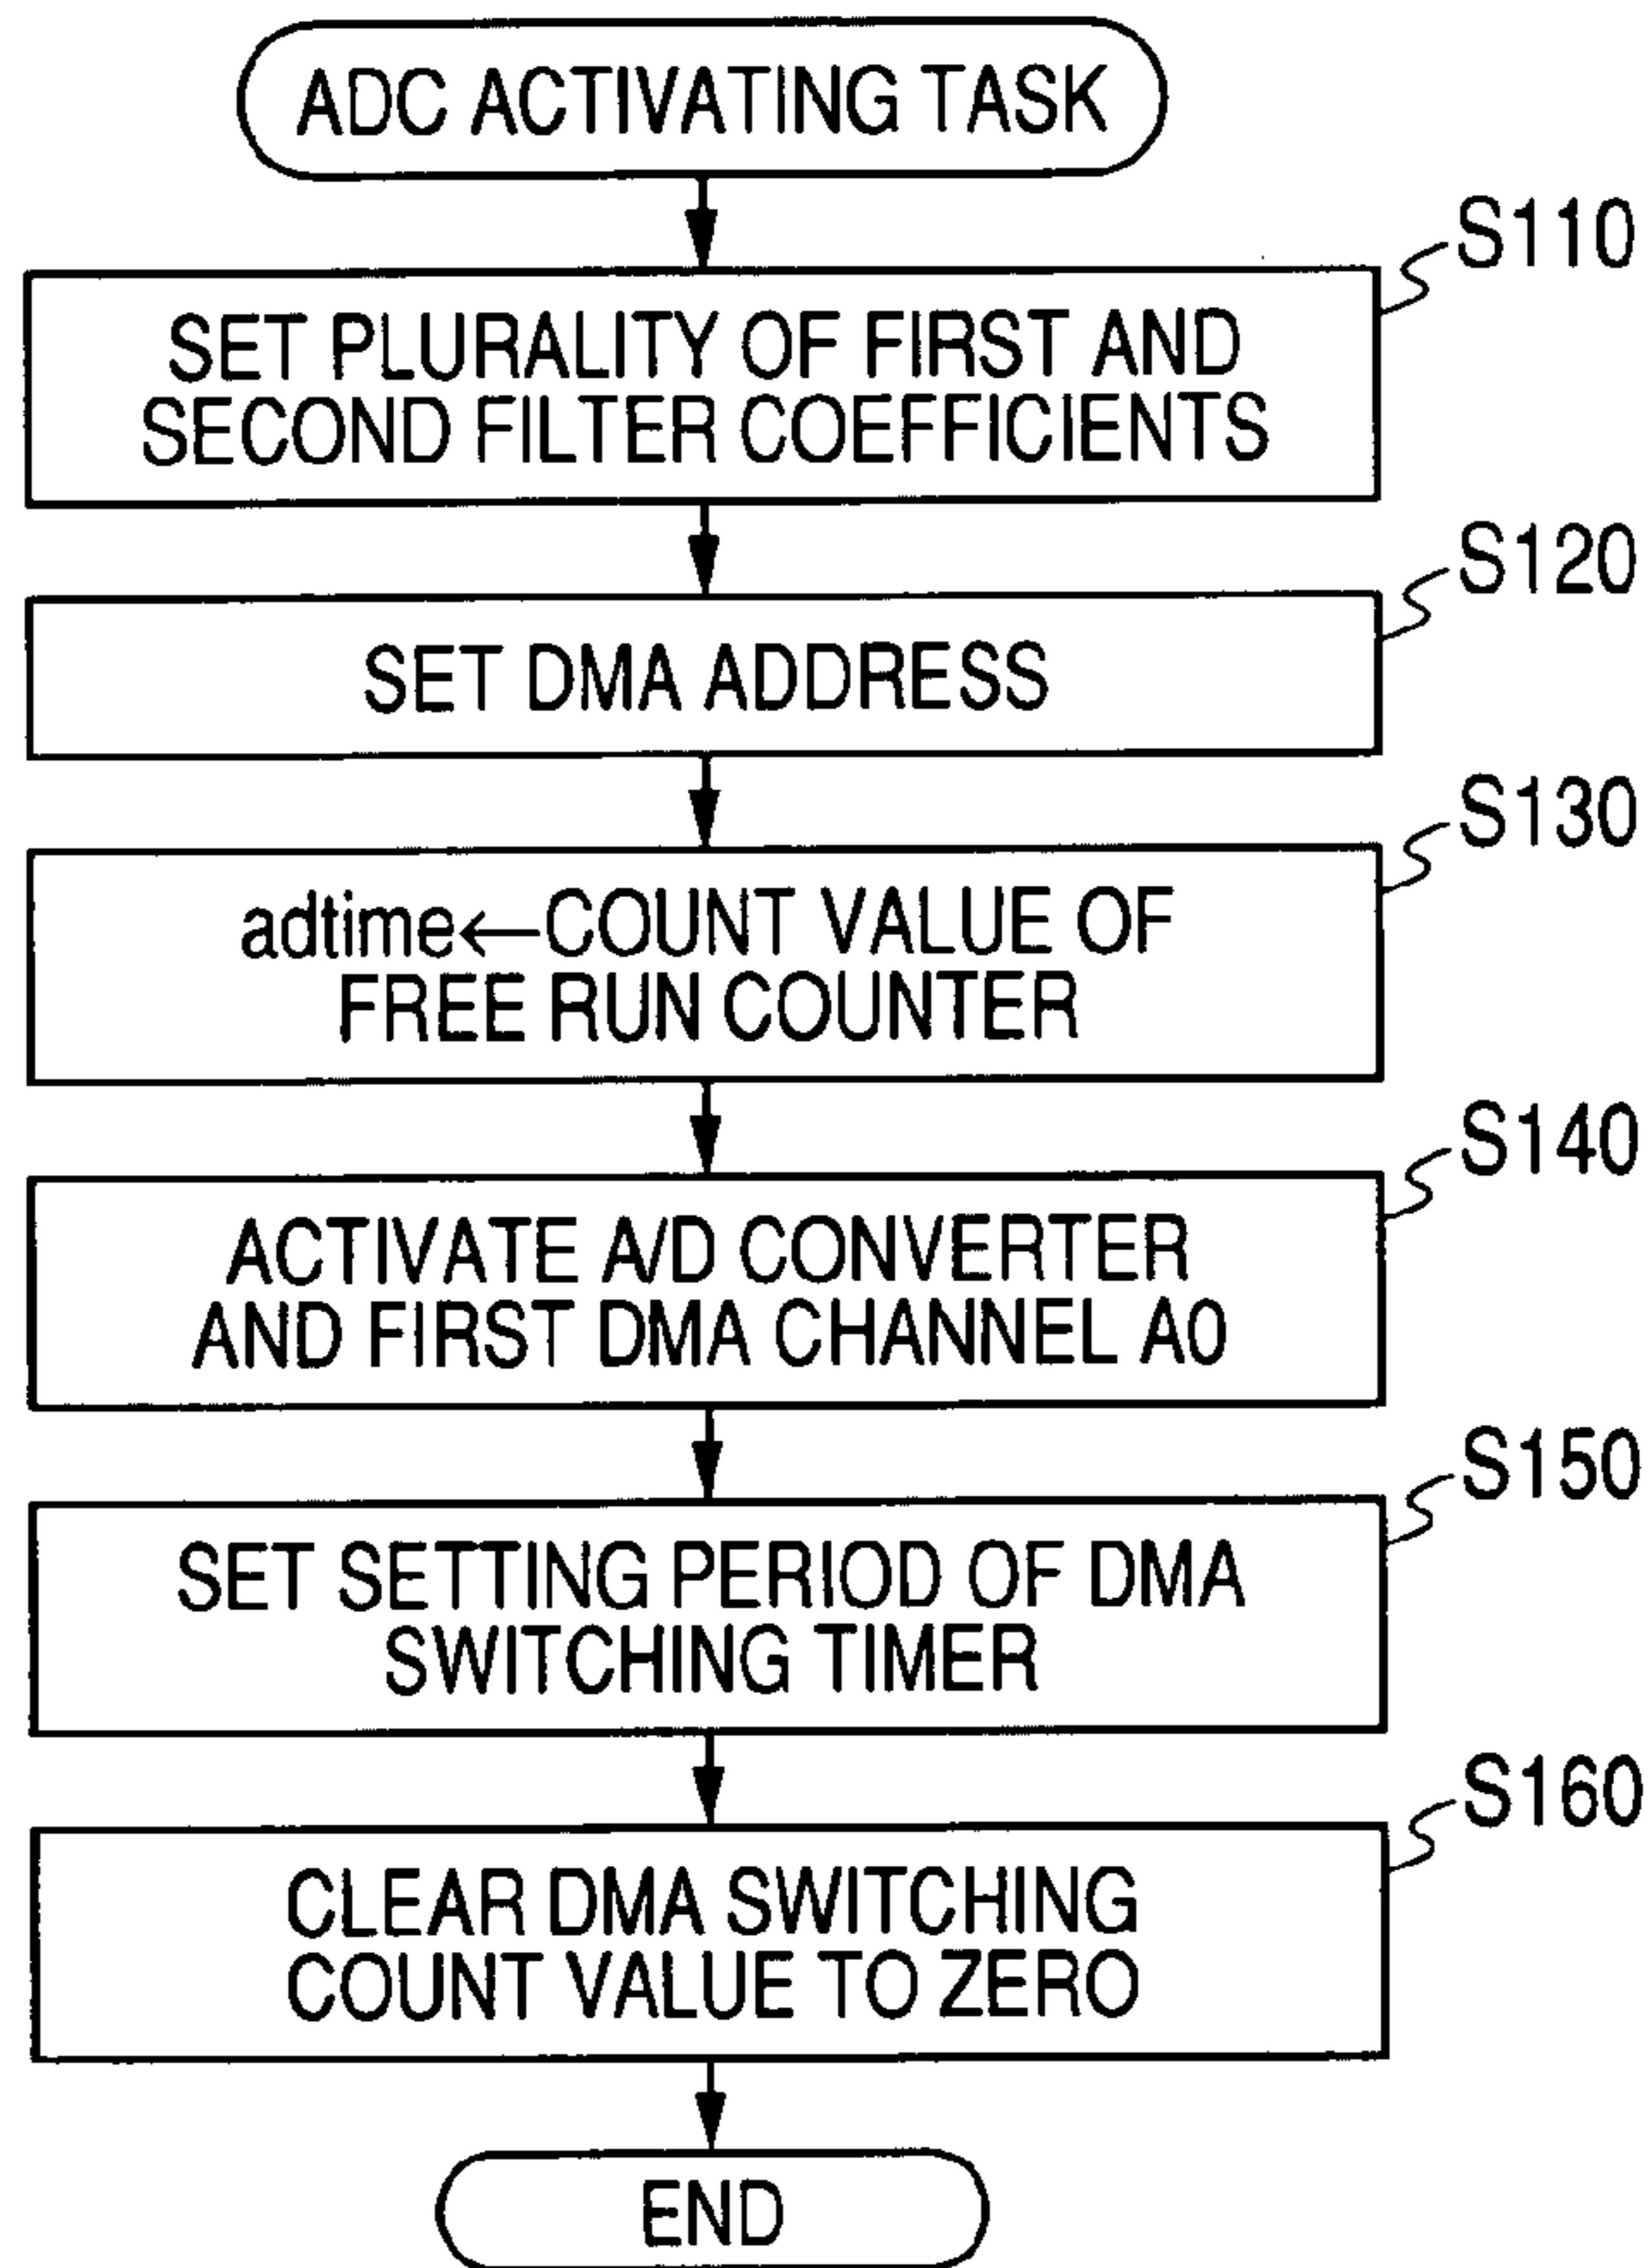 ADC ACTIVATING TASK
S110
SET PLURALITY OF FIRST AND
SECOND FILTER COEFFICIENTS
S120
SET DMA ADDRESS
S130
adtime←COUNT VALUE OF
FREE RUN COUNTER
S140
ACTIVATE A/D CONVERTER
AND FIRST DMA CHANNEL A0
S150
SET SETTING PERIOD OF DMA
SWITCHING TIMER
S160
CLEAR DMA SWITCHING
COUNT VALUE TO ZERO
END